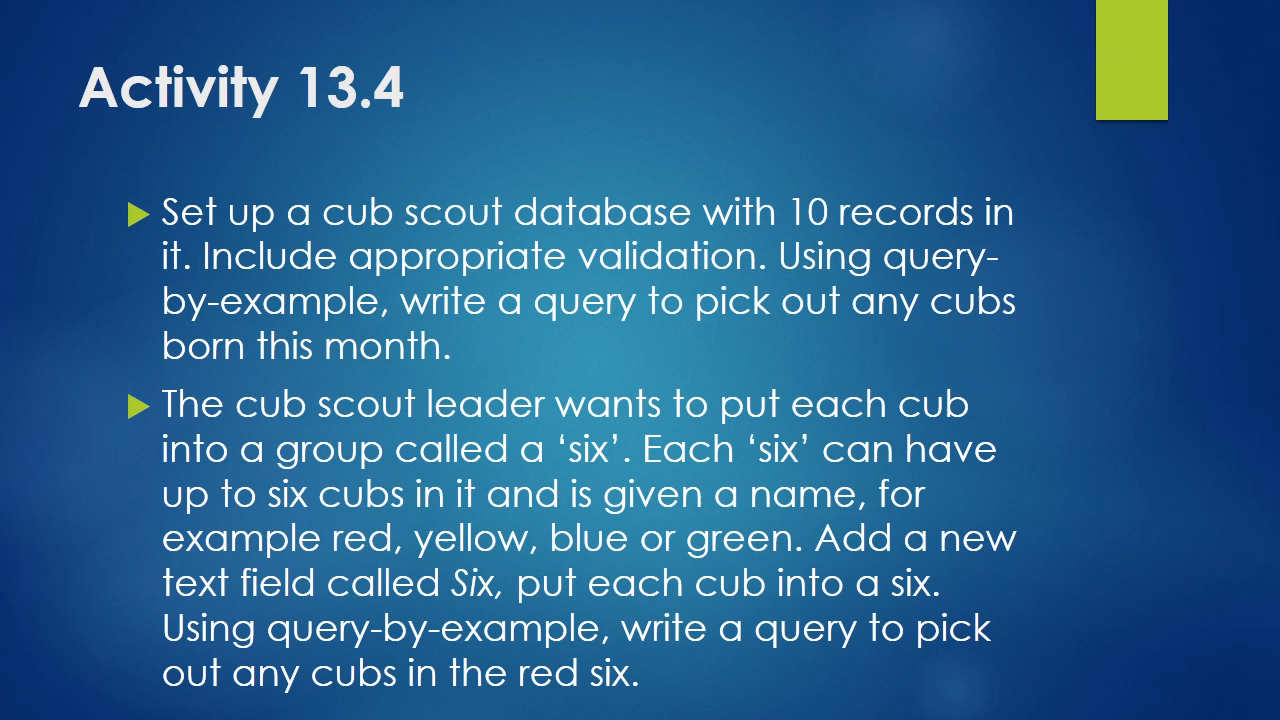 Activity 13.4
Set up a cub scout database with 10 records in
it. Include appropriate validation. Using query-
by-example, write a query to pick out any cubs
born this month.
The cub scout leader wants to put each cub
into a group called a ‘six’. Each ‘six’ can have
up to six cubs in it and is given a name, for
example red, yellow, blue or green. Add a new
text field called Six, put each cub into a six.
Using query-by-example, write a query to pick
out any cubs in the red six.